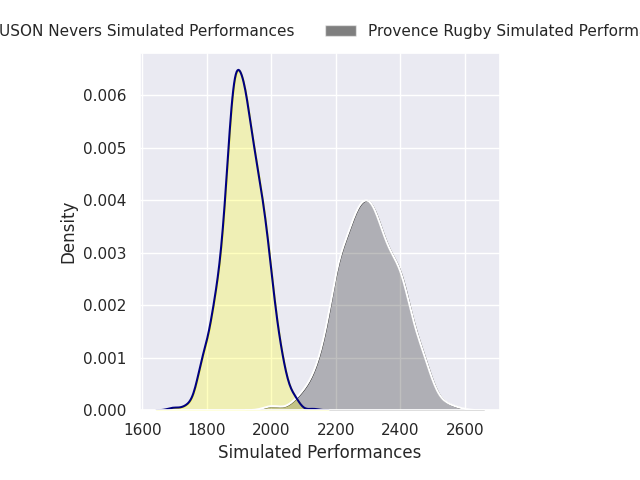 USON Nevers Simulated Performances Provence Rugby Simulated Perform
0.006
0.005
0.004
0.003
0.002
0.001
0.000
Density
1600 1800 2000 2200 2400 2600
Simulated Performances